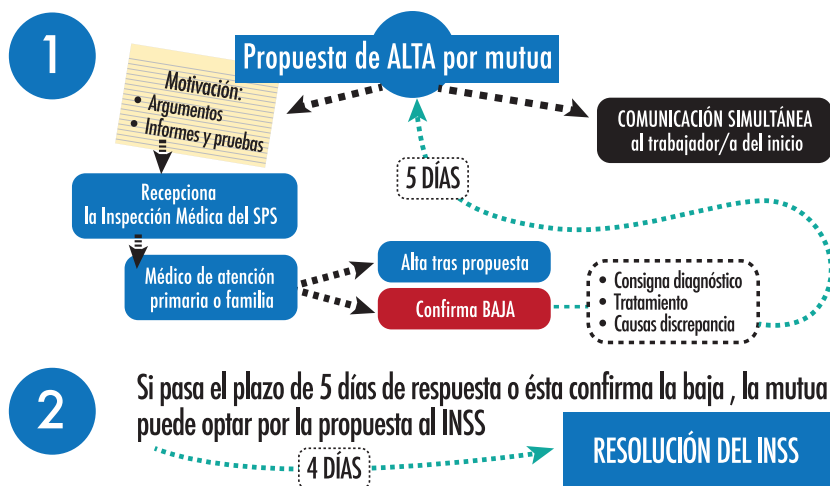 1
Propuesta de ALTA por mutua
Motivación:
• Argumentos
• Informes y pruebas
COMUNICACIÓN SIMULTÁNEA
al trabajador/a del inicio
5 DÍAS
Recepciona
la Inspección Médica del SPS
Médico de atención
primaria o familia
Alta tras propuesta
Confirma BAJA
• Consigna diagnóstico
• Tratamiento
• Causas discrepancia
2
Si pasa el plazo de 5 días de respuesta o ésta confirma la baja , la mutua
puede optar por la propuesta al INSS
4 DÍAS
RESOLUCIÓN DEL INSS